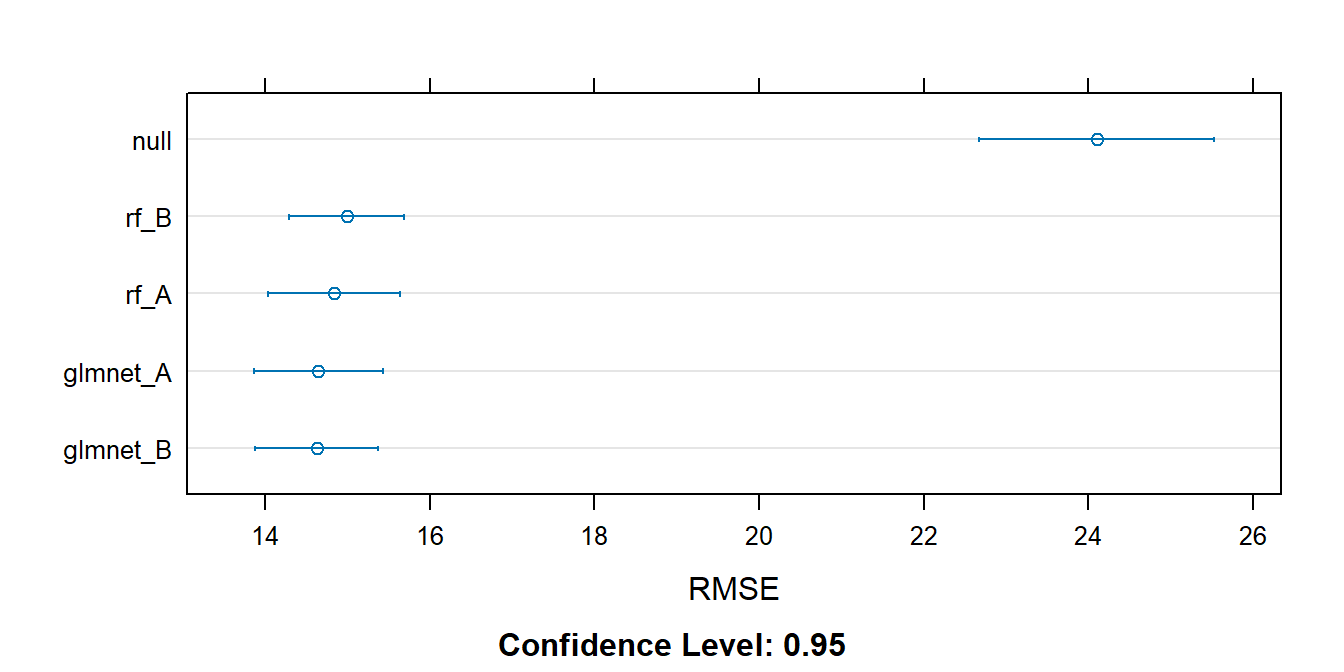 null
rf_B
rf_A
glmnet_A
glmnet_B
14 16 18 20 22 24 26
RMSE
Confidence Level: 0.95